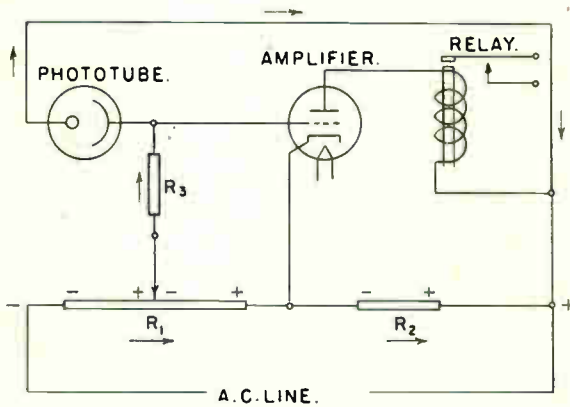 RELAY.
AMPLIFIER.
PHOTOTUBE.
R3
- + - + - +
- +
R1 R2
A.C. LINE.